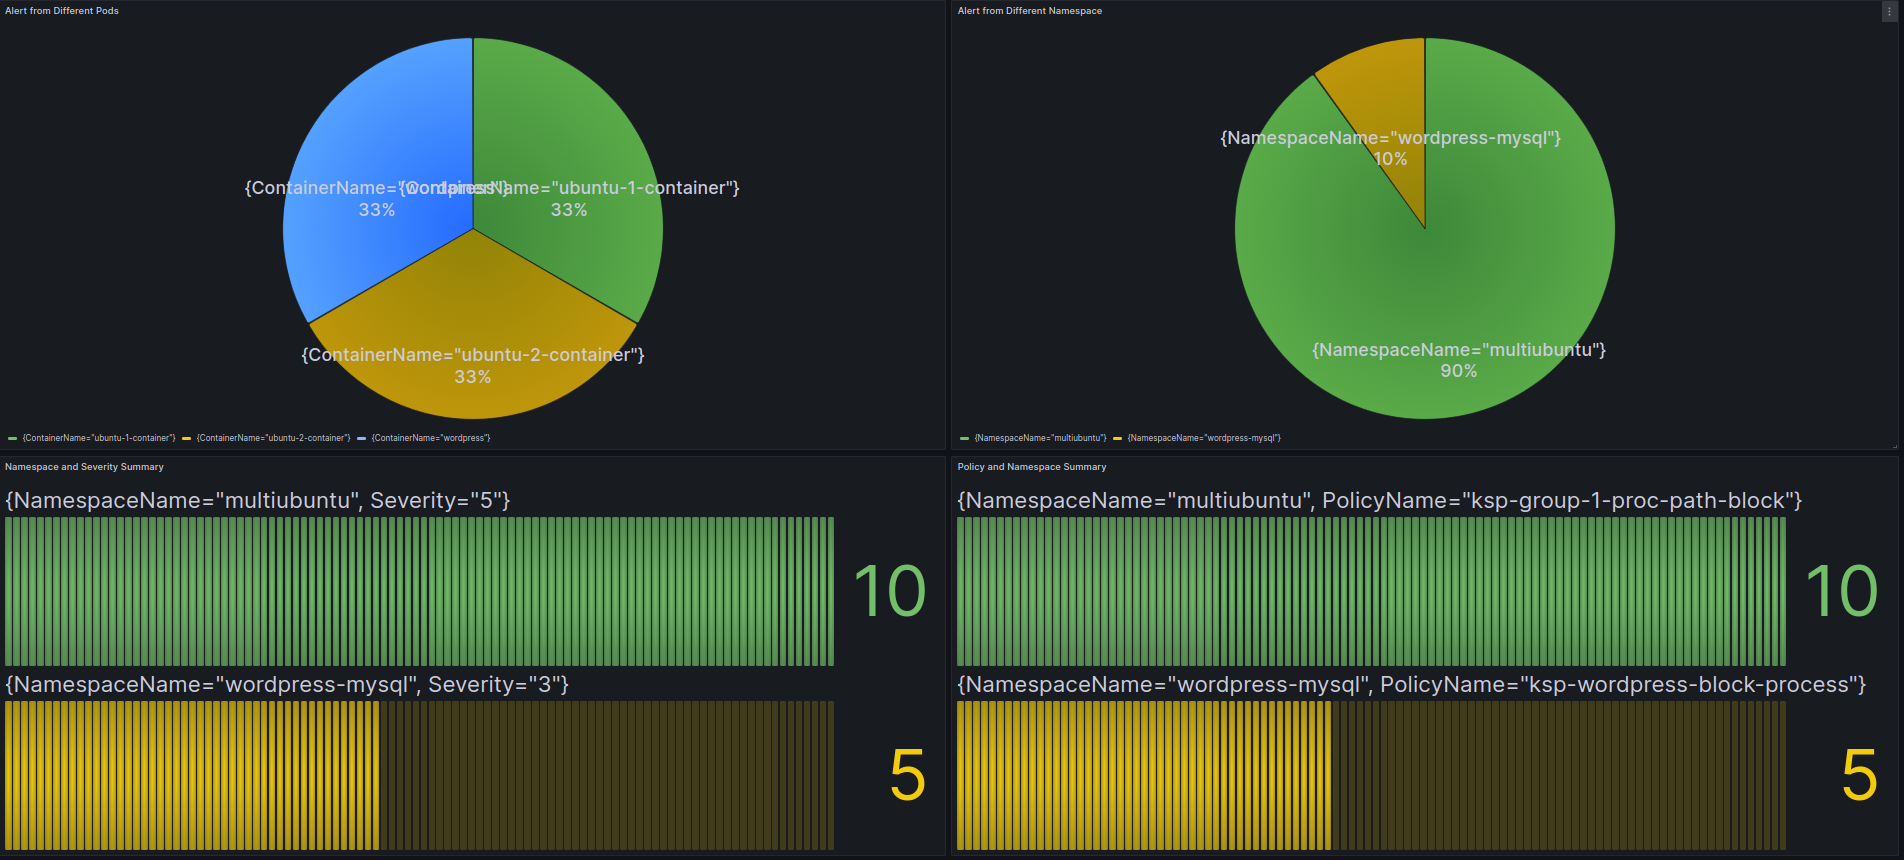 Alert from Different Pods
{ContainerName="wordpress"}
33%
{ContainerName="ubuntu-1-container"}
33%
{ContainerName="ubuntu-2-container"}
33%
{ContainerName="ubuntu-1-container"} {ContainerName="ubuntu-2-container"} {ContainerName="wordpress"}
Alert from Different Namespace
{NamespaceName="wordpress-mysql"}
10%
{NamespaceName="multiubuntu"}
90%
{NamespaceName="multiubuntu"} {NamespaceName="wordpress-mysql"}
Namespace and Severity Summary
{NamespaceName="multiubuntu", Severity="5"}
10
{NamespaceName="wordpress-mysql", Severity="3"}
5
Policy and Namespace Summary
{NamespaceName="multiubuntu", PolicyName="ksp-group-1-proc-path-block"}
10
{NamespaceName="wordpress-mysql", PolicyName="ksp-wordpress-block-process"}
5